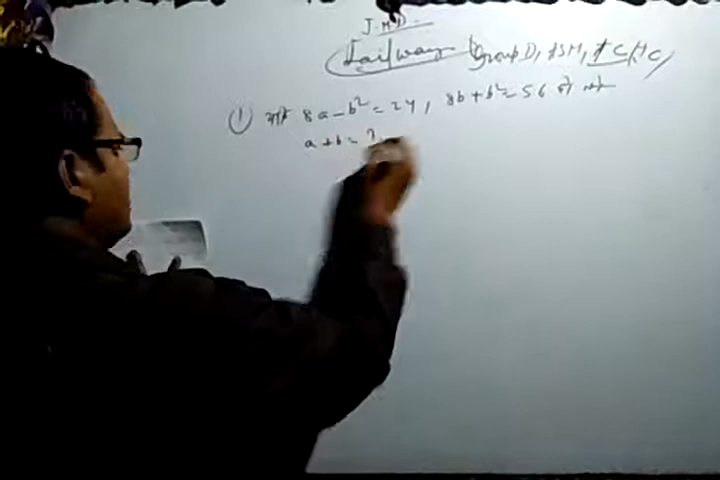 J.M.D.
Railway Group D, ASM, TC, HC,
① यदि 8a - b² = 24, 8b + b² = 56 हो तो
a + b = ?